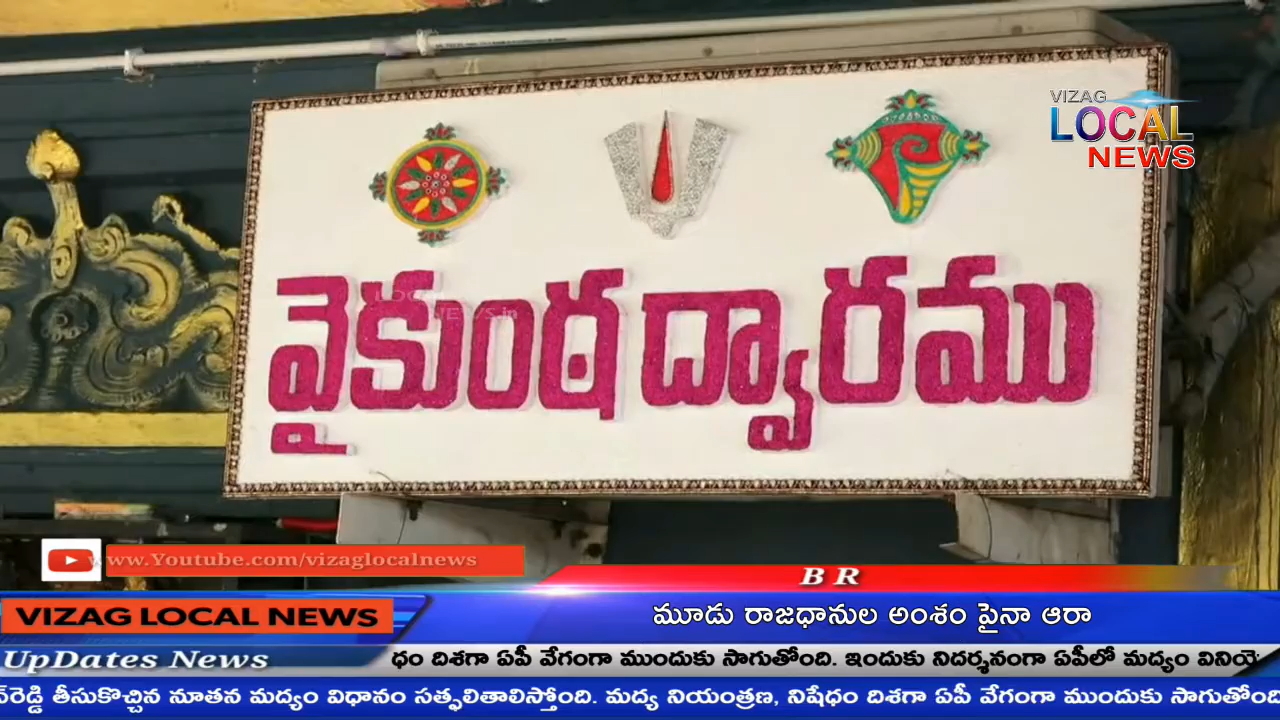 VIZAG
LOCAL
NEWS
వైకుంఠ ద్వారము
www.Youtube.com/vizaglocalnews
B R
VIZAG LOCAL NEWS
మూడు రాజధానుల అంశం పైనా ఆరా
UpDates News
దిశగా ఏపీ వేగంగా ముందుకు సాగుతోంది. ఇందుకు నిదర్శనంగా ఏపీలో మద్యం
తీసుకొచ్చిన నూతన మద్యం విధానం సత్ఫలితాలిస్తోంది. మద్య నియంత్రణ, నిషేధం దిశగా ఏపీ వేగంగా ముందుకు